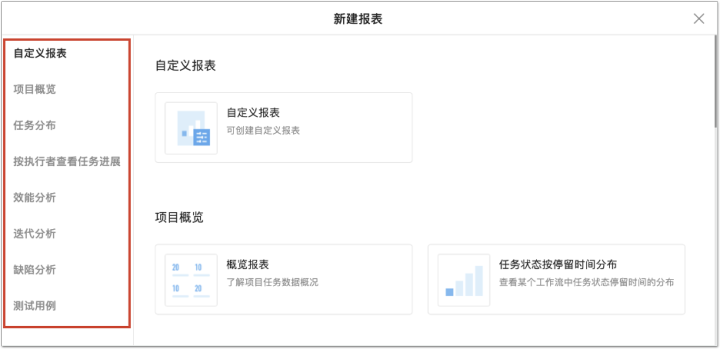 新建报表
自定义报表
项目概览
任务分布
按执行者查看任务进展
效能分析
迭代分析
缺陷分析
测试用例
自定义报表
自定义报表
可创建自定义报表
项目概览
20 10
10 20
概览报表
了解项目任务数据概况
任务状态按停留时间分布
查看某个工作流中任务状态停留时间的分布